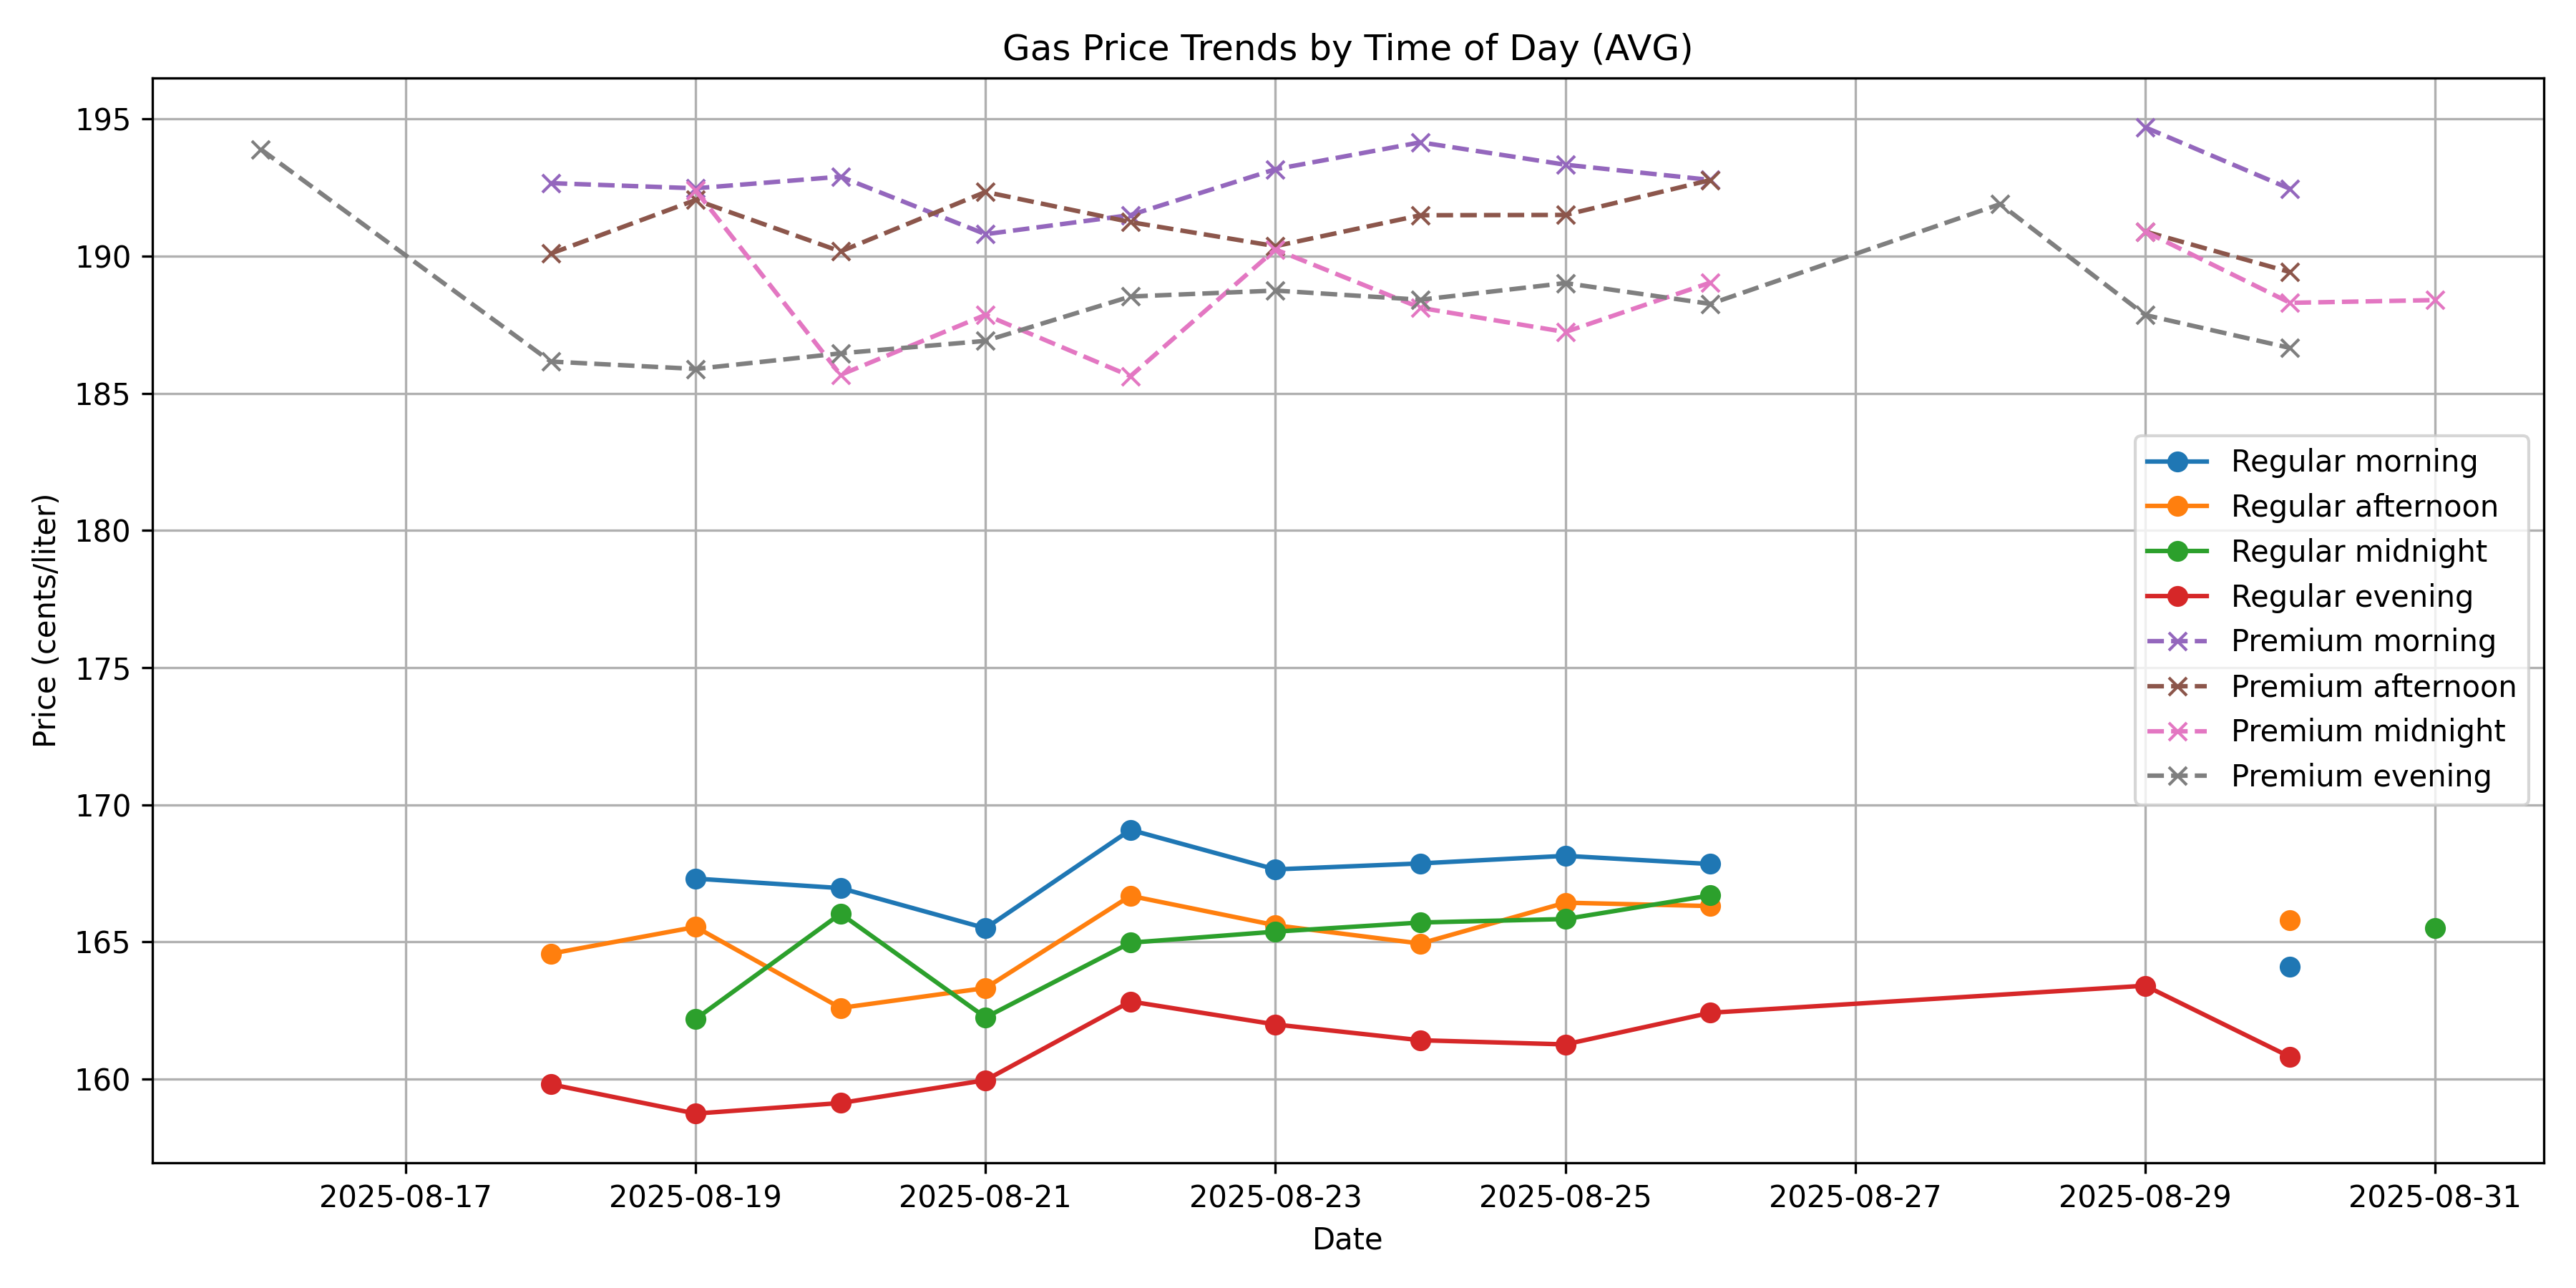 Gas Price Trends by Time of Day (AVG)
195
190
185
180
175
170
165
160
Price (cents/liter)
Regular morning
Regular afternoon
Regular midnight
Regular evening
Premium morning
Premium afternoon
Premium midnight
Premium evening
2025-08-17 2025-08-19 2025-08-21 2025-08-23 2025-08-25 2025-08-27 2025-08-29 2025-08-31
Date